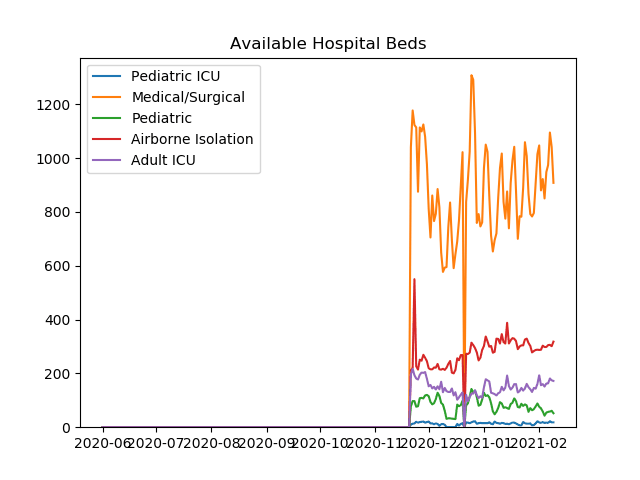 Available Hospital Beds
Pediatric ICU
Medical/Surgical
Pediatric
Airborne Isolation
Adult ICU
1200
1000
800
600
400
200
0
2020-06 2020-07 2020-08 2020-09 2020-10 2020-11 2020-12 2021-01 2021-02